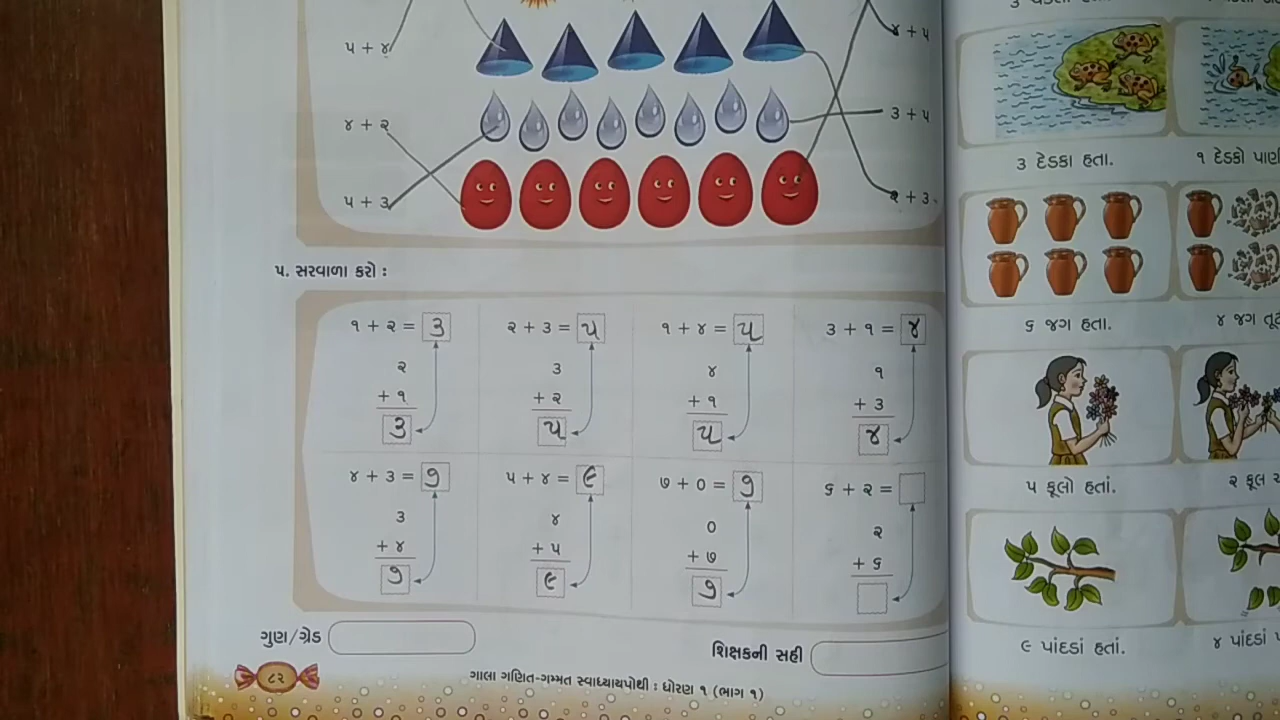 ૫ + ૪
૪ + ૨
૫ + ૩
૪ + ૫
૩ + ૫
૨ + ૩
૫. સરવાળા કરો :
૧ + ૨ = ૩
૨ + ૩ = ૫
૧ + ૪ = ૫
૩ + ૧ = ૪
૨
+ ૧
૩
૩
+ ૨
૫
૪
+ ૧
૫
૧
+ ૩
૪
૪ + ૩ = ૭
૫ + ૪ = ૯
૭ + ૦ = ૭
૬ + ૨ =
૩
+ ૪
૭
૪
+ ૫
૯
૦
+ ૭
૭
૨
+ ૬
ગુણ/ગ્રેડ
શિક્ષકની સહી
૮૨
ગાલા ગણિત-ગમ્મત સ્વાધ્યાયપોથી : ધોરણ ૧ (ભાગ ૧)
૩ દેડકા હતા.
૧ દેડકો
૬ જગ હતા.
૪ જગ
૫ ફૂલો હતાં.
૨ ફૂલ
૯ પાંદડાં હતાં.
૪ પાંદડાં